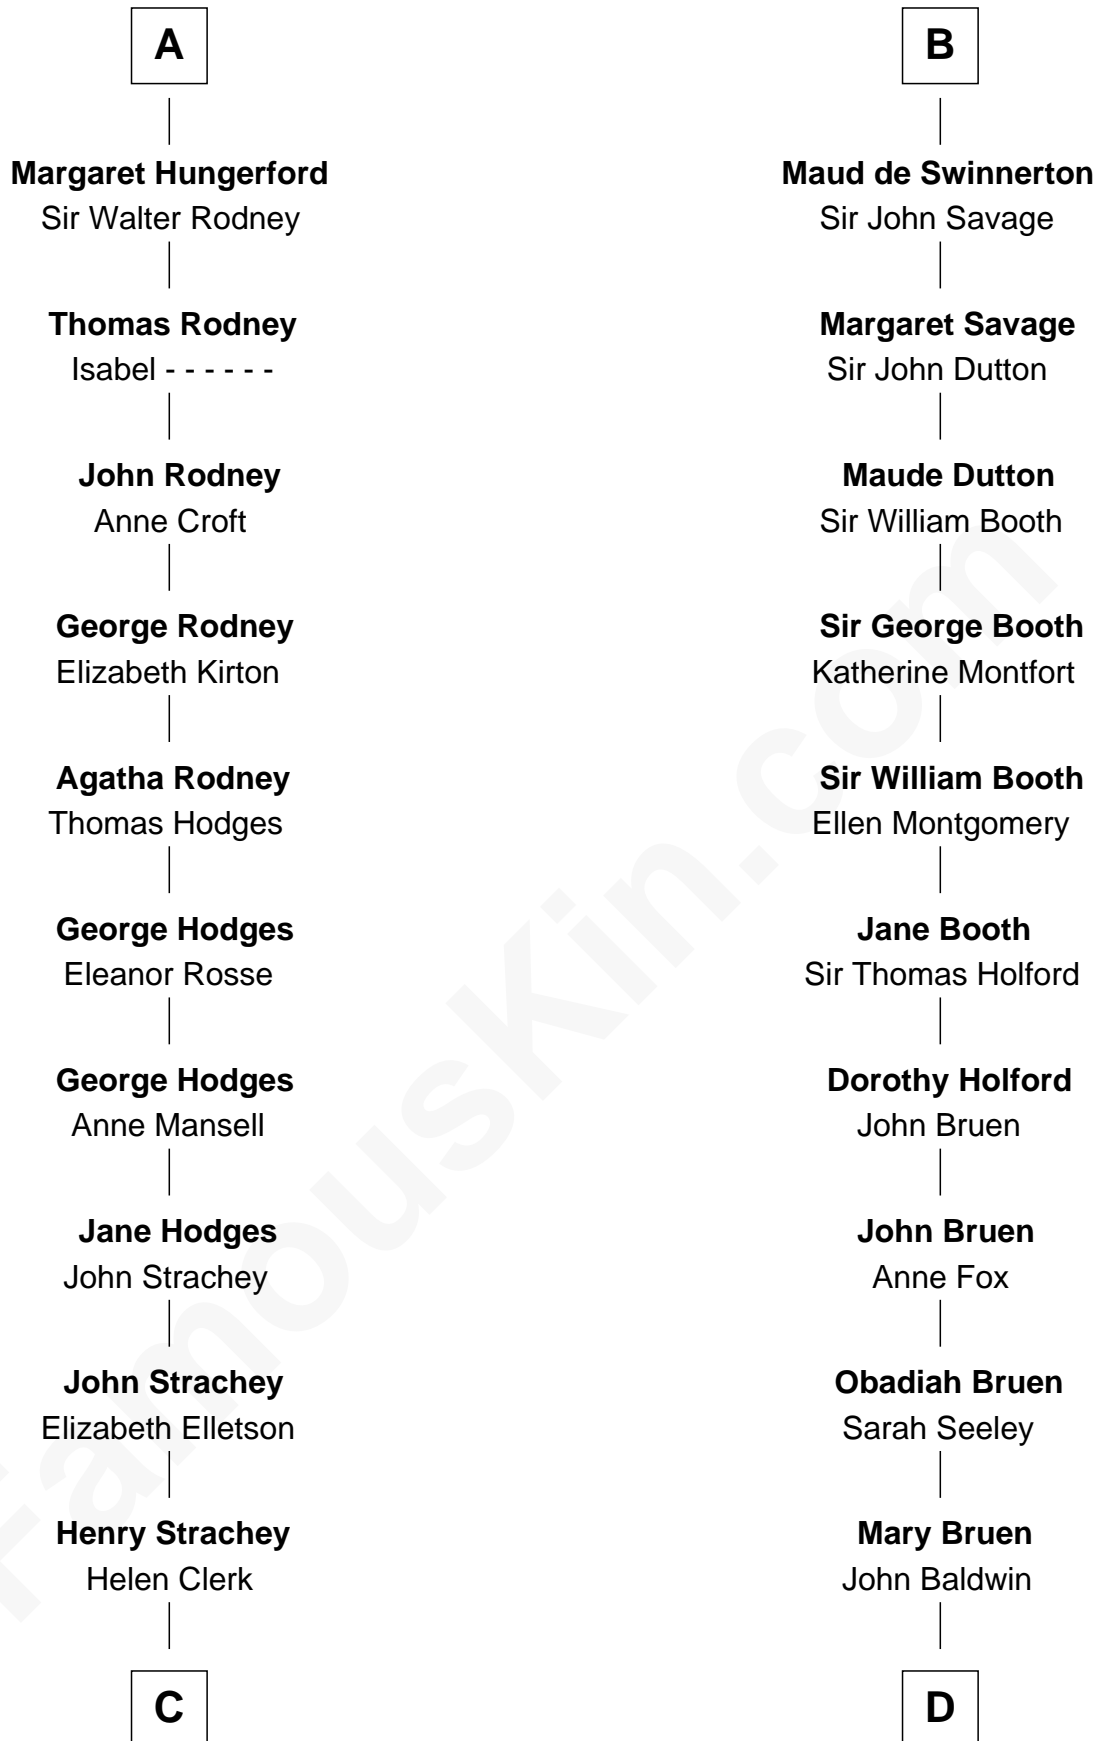 A
Margaret Hungerford
Sir Walter Rodney
Thomas Rodney
Isabel - - - - - -
John Rodney
Anne Croft
George Rodney
Elizabeth Kirton
Agatha Rodney
Thomas Hodges
George Hodges
Eleanor Rosse
George Hodges
Anne Mansell
Jane Hodges
John Strachey
John Strachey
Elizabeth Elletson
Henry Strachey
Helen Clerk
C
B
Maud de Swinnerton
Sir John Savage
Margaret Savage
Sir John Dutton
Maude Dutton
Sir William Booth
Sir George Booth
Katherine Montfort
Sir William Booth
Ellen Montgomery
Jane Booth
Sir Thomas Holford
Dorothy Holford
John Bruen
John Bruen
Anne Fox
Obadiah Bruen
Sarah Seeley
Mary Bruen
John Baldwin
D
FamousKin.com